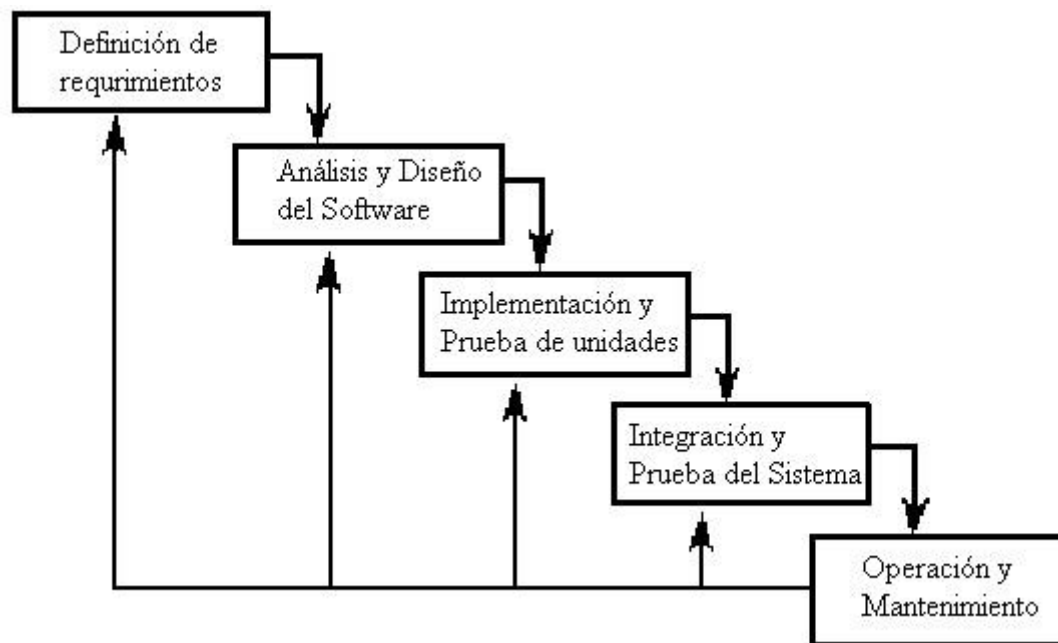 Definición de
requrimientos
Análisis y Diseño
del Software
Implementación y
Prueba de unidades
Integración y
Prueba del Sistema
Operación y
Mantenimiento